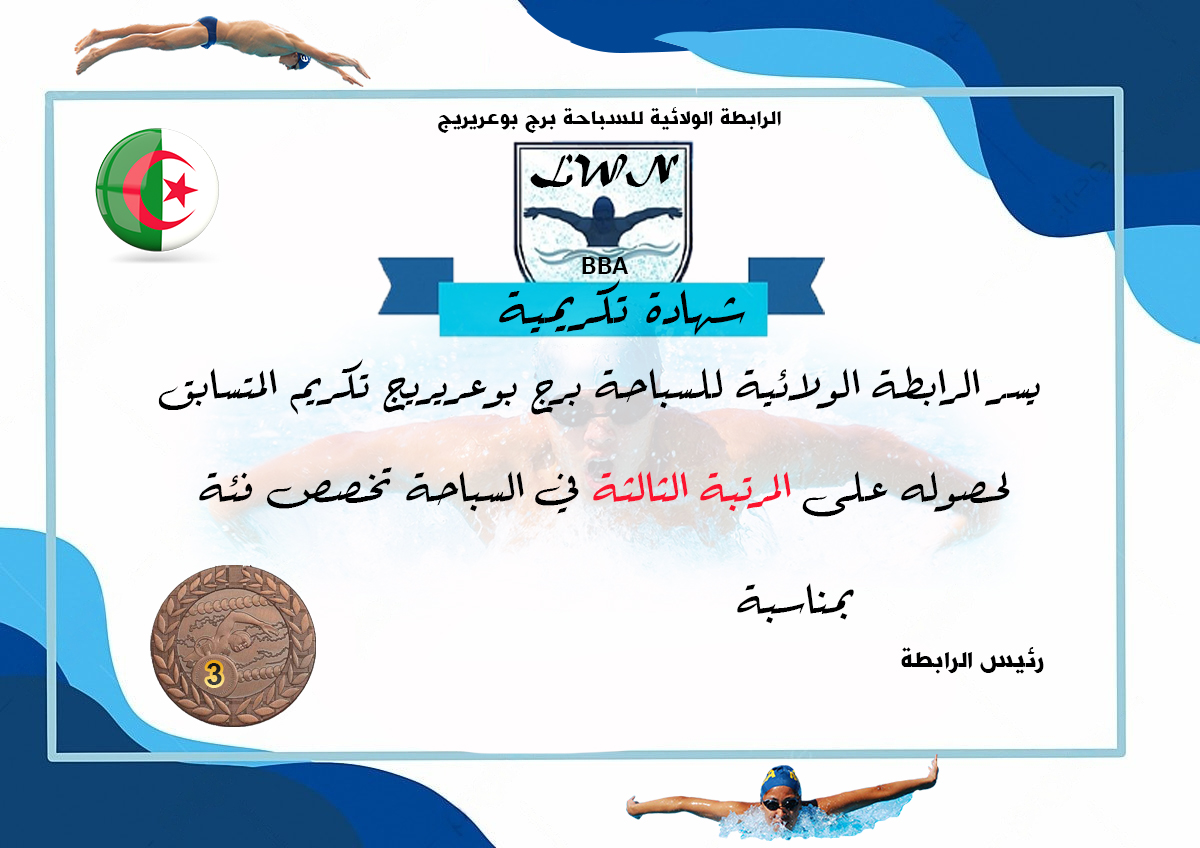 الرابطة الولائية للسباحة برج بوعريريج
LWN
BBA
شهادة تكريمية
يسر الرابطة الولائية للسباحة برج بوعريريج تكريم المتسابق
لحصوله على المرتبة الثالثة في السباحة تخصص فئة
بمناسبة
رئيس الرابطة
3